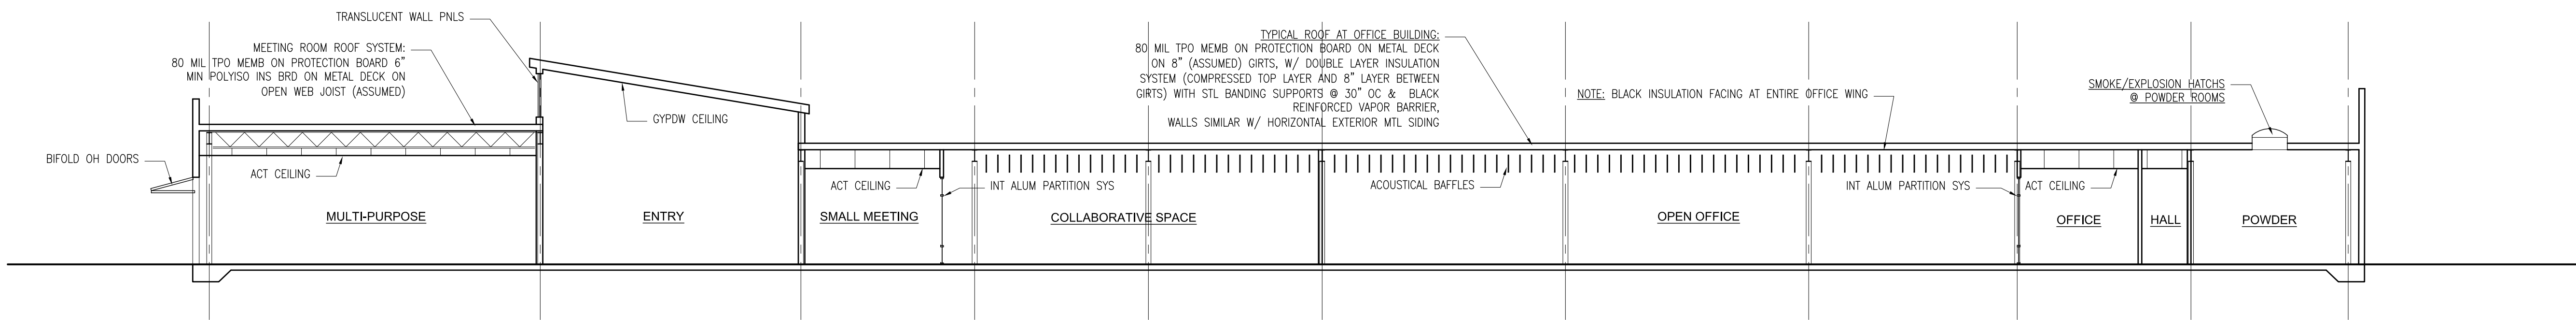 TRANSLUCENT WALL PNLS
MEETING ROOM ROOF SYSTEM:
80 MIL TPO MEMB ON PROTECTION BOARD 6"
MIN POLYISO INS BRD ON METAL DECK ON
OPEN WEB JOIST (ASSUMED)
BIFOLD OH DOORS
ACT CEILING
MULTI-PURPOSE
GYPDW CEILING
ENTRY
ACT CEILING
SMALL MEETING
INT ALUM PARTITION SYS
COLLABORATIVE SPACE
TYPICAL ROOF AT OFFICE BUILDING:
80 MIL TPO MEMB ON PROTECTION BOARD ON METAL DECK
ON 8" (ASSUMED) GIRTS, W/ DOUBLE LAYER INSULATION
SYSTEM (COMPRESSED TOP LAYER AND 8" LAYER BETWEEN
GIRTS) WITH STL BANDING SUPPORTS @ 30" OC & BLACK
REINFORCED VAPOR BARRIER,
WALLS SIMILAR W/ HORIZONTAL EXTERIOR MTL SIDING
ACOUSTICAL BAFFLES
NOTE: BLACK INSULATION FACING AT ENTIRE OFFICE WING
OPEN OFFICE
INT ALUM PARTITION SYS
ACT CEILING
OFFICE
HALL
SMOKE/EXPLOSION HATCHS
@ POWDER ROOMS
POWDER